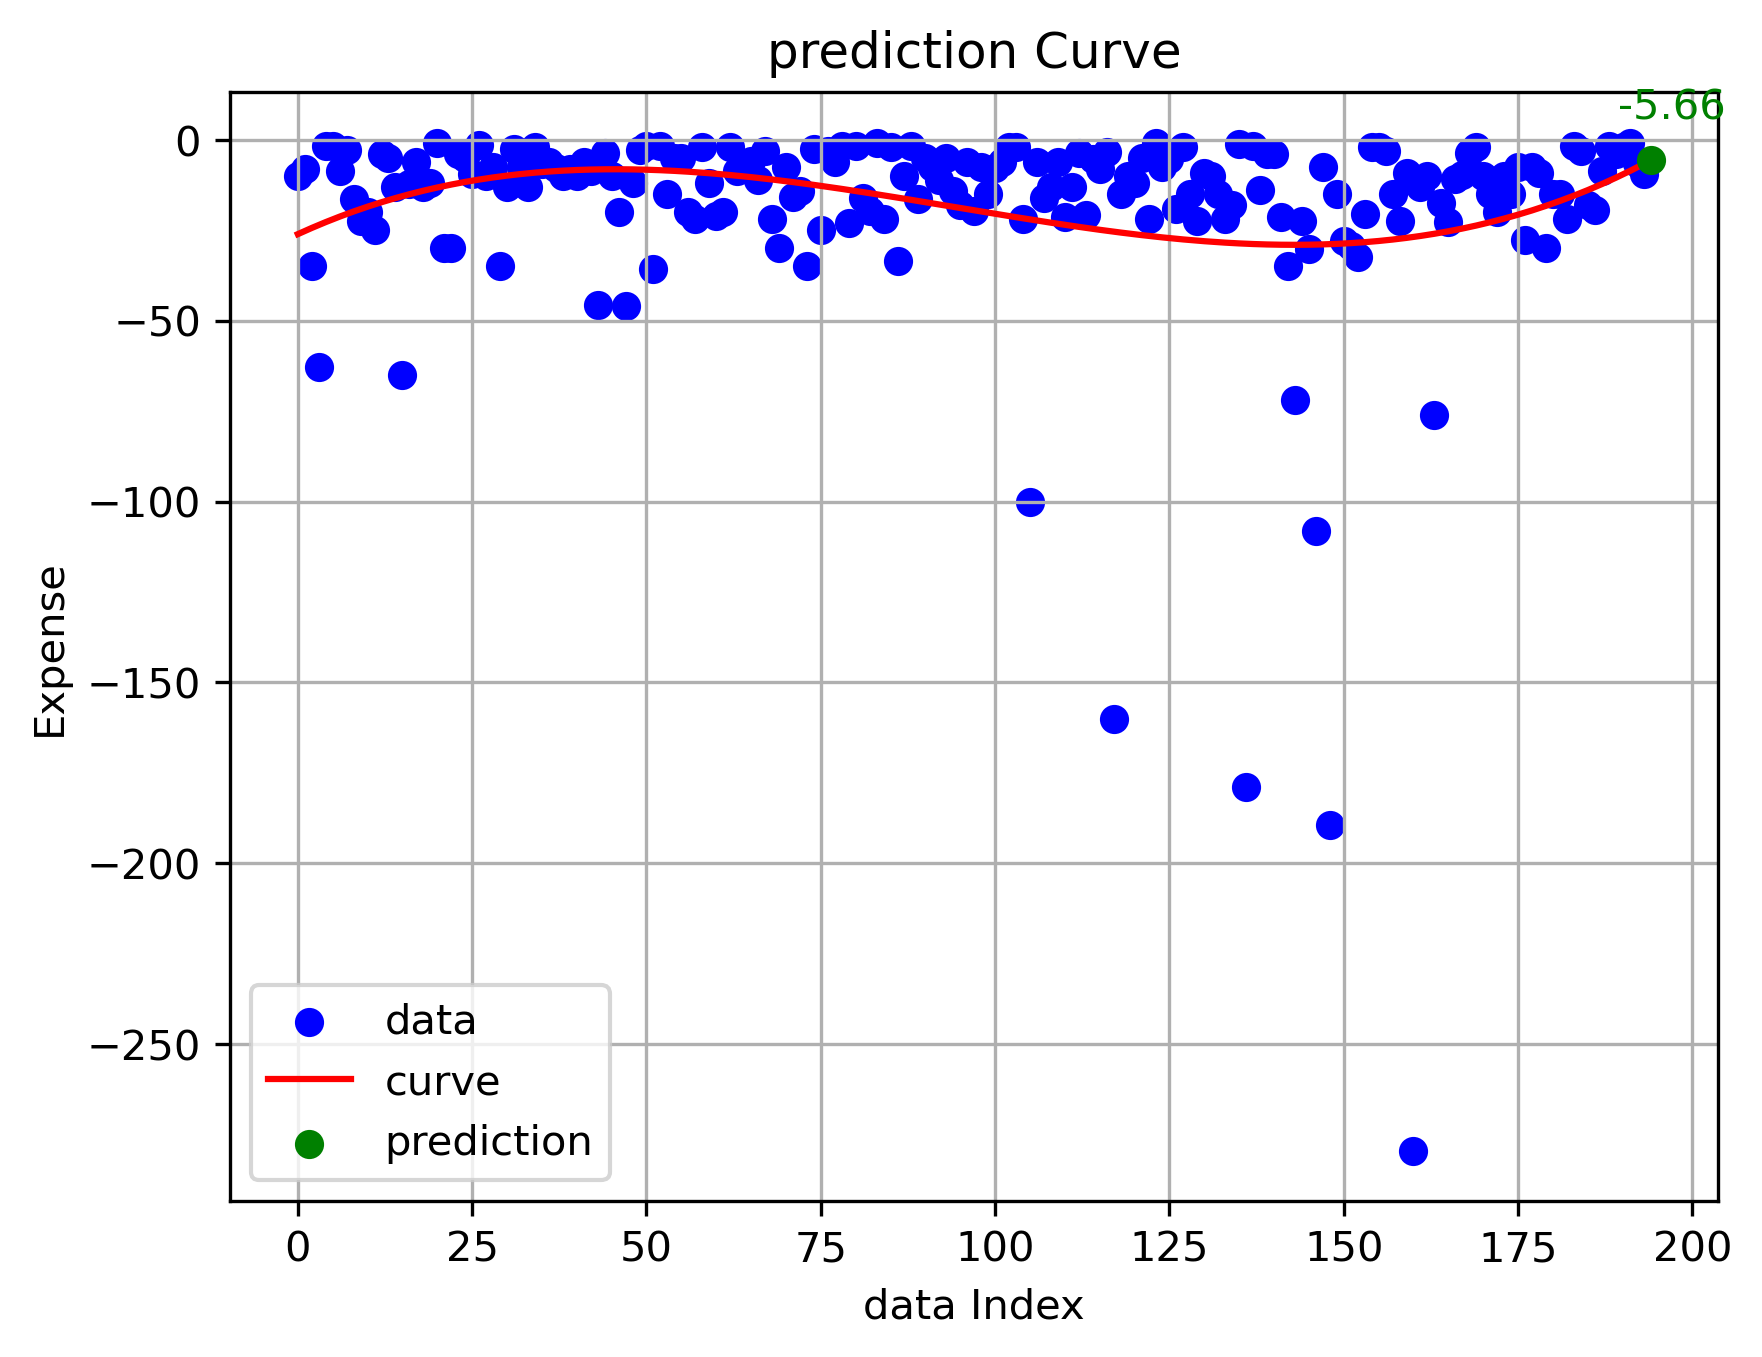 prediction Curve
-5.66
0
−50
−100
−150
−200
−250
Expense
data
curve
prediction
0 25 50 75 100 125 150 175 200
data Index